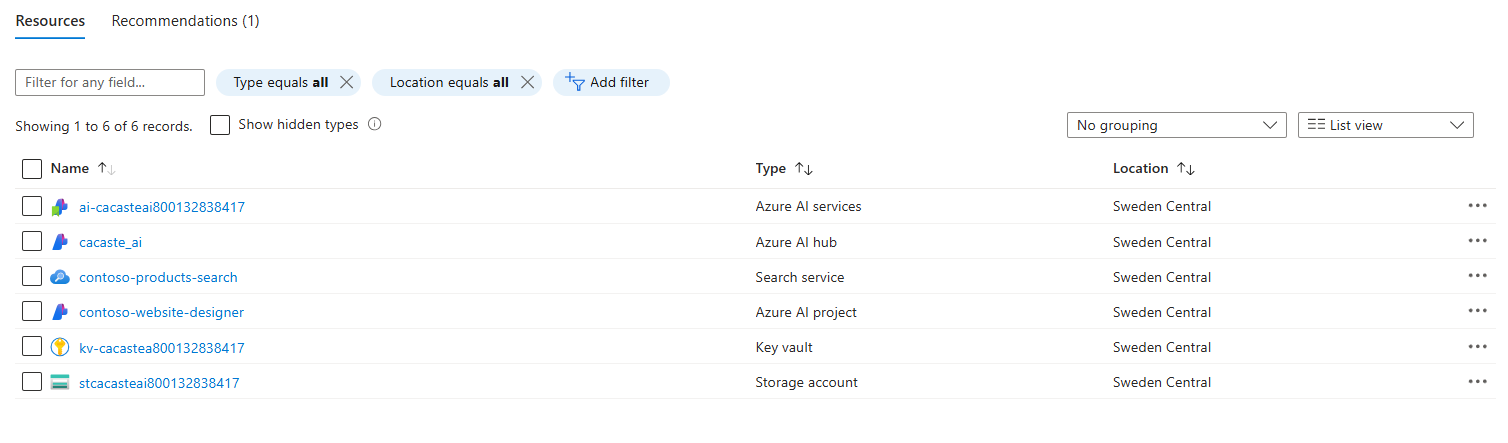 Resources Recommendations (1)
Filter for any field... Type equals all Location equals all Add filter
Showing 1 to 6 of 6 records. Show hidden types No grouping List view
Name Type Location
ai-cacasteai800132838417 Azure AI services Sweden Central
cacaste_ai Azure AI hub Sweden Central
contoso-products-search Search service Sweden Central
contoso-website-designer Azure AI project Sweden Central
kv-cacastea800132838417 Key vault Sweden Central
stcacasteai800132838417 Storage account Sweden Central